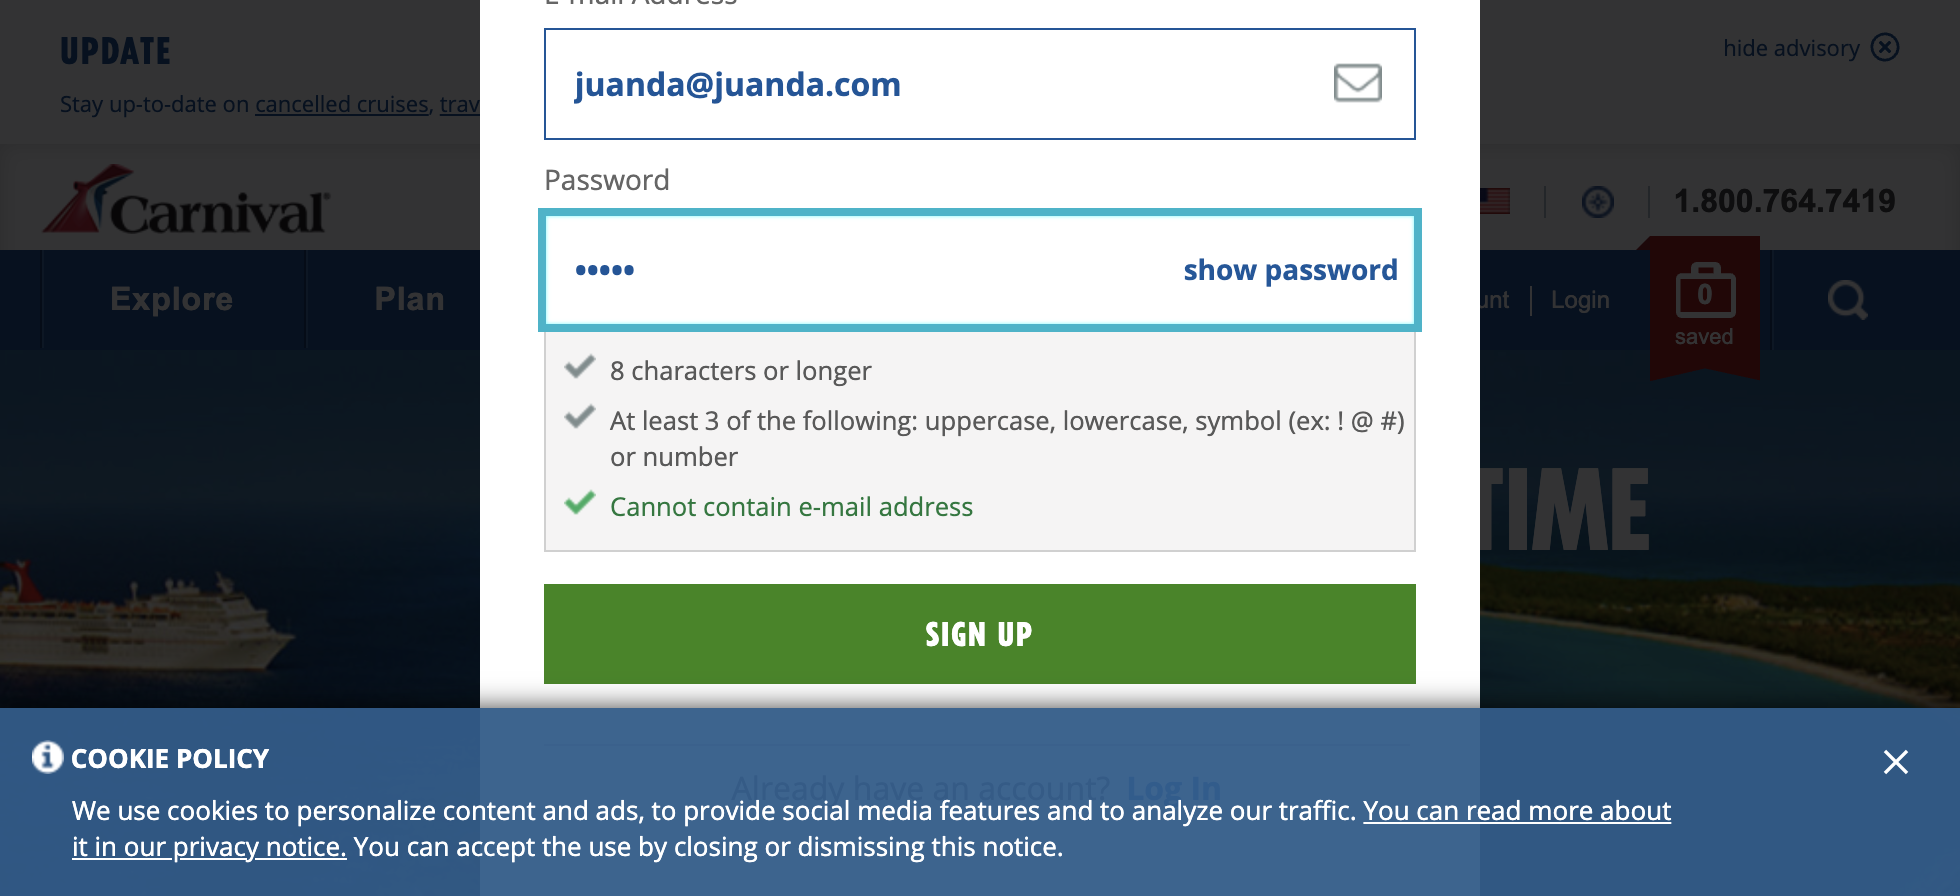 E-mail Address
UPDATE
hide advisory
juanda@juanda.com
Stay up-to-date on cancelled cruises, trav
Password
Carnival
1.800.764.7419
•••••
show password
Explore
Plan
unt
Login
0
saved
8 characters or longer
At least 3 of the following: uppercase, lowercase, symbol (ex: ! @ #)
or number
Cannot contain e-mail address
TIME
SIGN UP
COOKIE POLICY
Already have an account? Log In
We use cookies to personalize content and ads, to provide social media features and to analyze our traffic. You can read more about
it in our privacy notice. You can accept the use by closing or dismissing this notice.